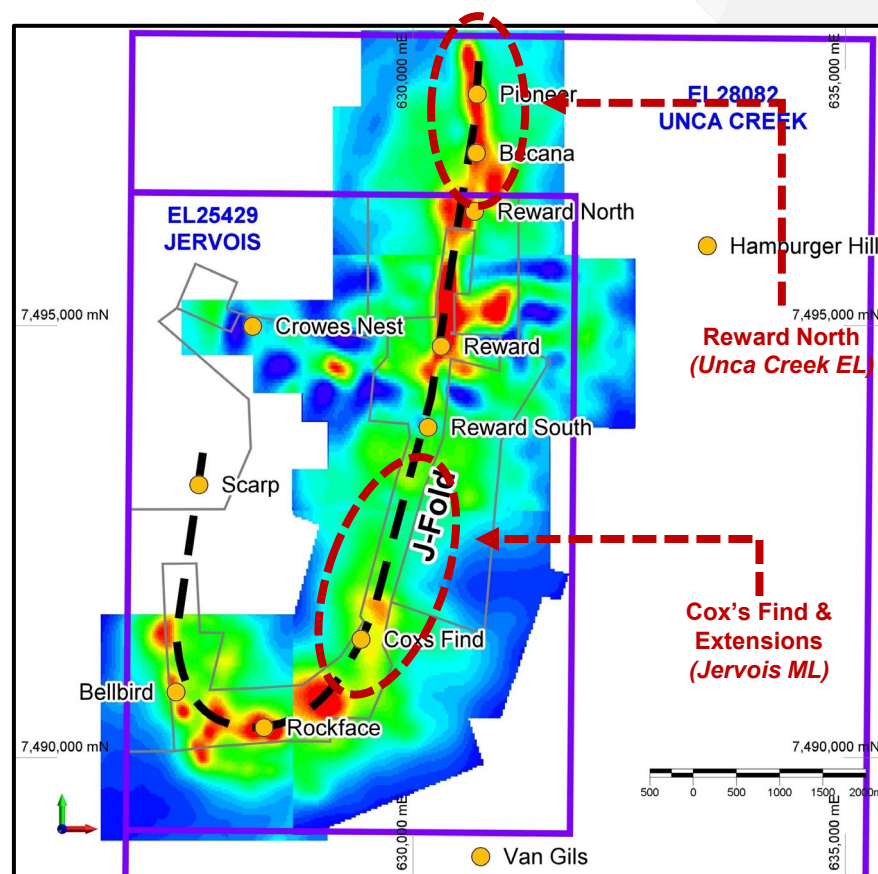 630,000 mE
635,000 mE
Pioneer
EL28082
UNCA CREEK
Becana
EL25429
JERVOIS
Reward North
Hamburger Hill
7,495,000 mN
7,495,000 mN
Crowes Nest
Reward
Reward North
(Unca Creek EL)
Reward South
Scarp
J-Fold
Cox's Find &
Extensions
(Jervois ML)
Coxs Find
Bellbird
Rockface
7,490,000 mN
7,490,000 mN
500
0
500
1000
1500
2000m
630,000 mE
635,000 mE
Van Gils